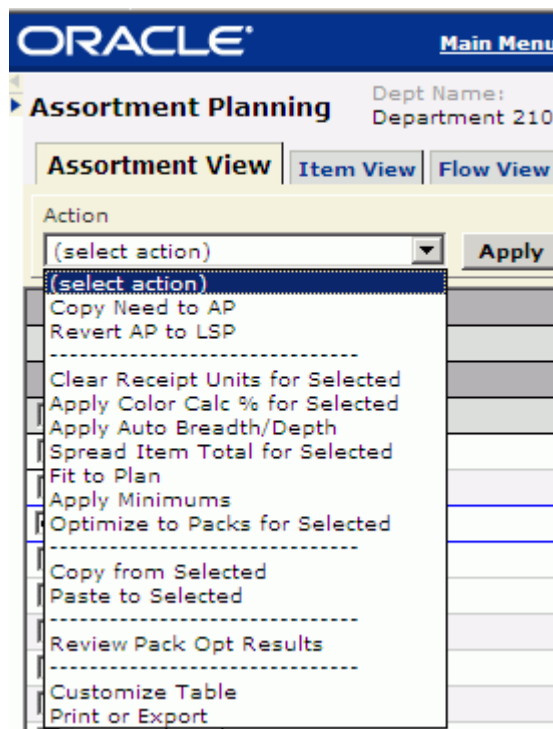 ORACLE Main Menu
Dept Name:
Assortment Planning Department 210
Assortment View Item View Flow View
Action
(select action) Apply
(select action)
Copy Need to AP
Revert AP to LSP
--------------------------------
Clear Receipt Units for Selected
Apply Color Calc % for Selected
Apply Auto Breadth/Depth
Spread Item Total for Selected
Fit to Plan
Apply Minimums
Optimize to Packs for Selected
--------------------------------
Copy from Selected
Paste to Selected
--------------------------------
Review Pack Opt Results
--------------------------------
Customize Table
Print or Export